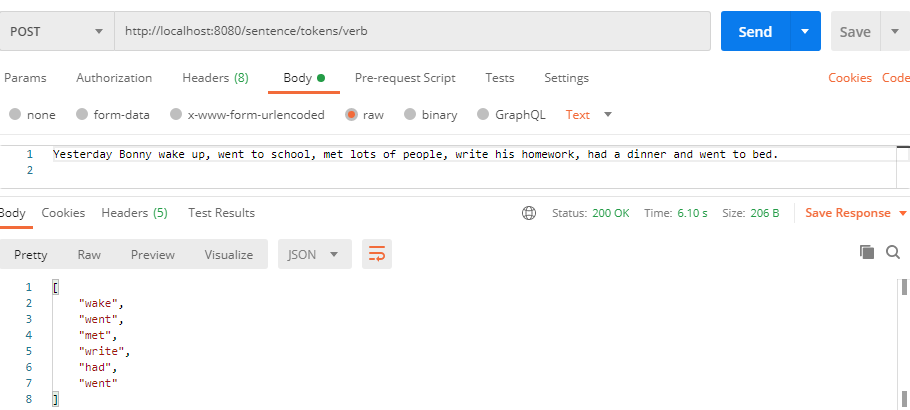 POST http://localhost:8080/sentence/tokens/verb Send Save
Params Authorization Headers (8) Body Pre-request Script Tests Settings Cookies Code
none form-data x-www-form-urlencoded raw binary GraphQL Text
1 Yesterday Bonny wake up, went to school, met lots of people, write his homework, had a dinner and went to bed.
2
Body Cookies Headers (5) Test Results Status: 200 OK Time: 6.10 s Size: 206 B Save Response
Pretty Raw Preview Visualize JSON
1 [
2 "wake",
3 "went",
4 "met",
5 "write",
6 "had",
7 "went"
8 ]